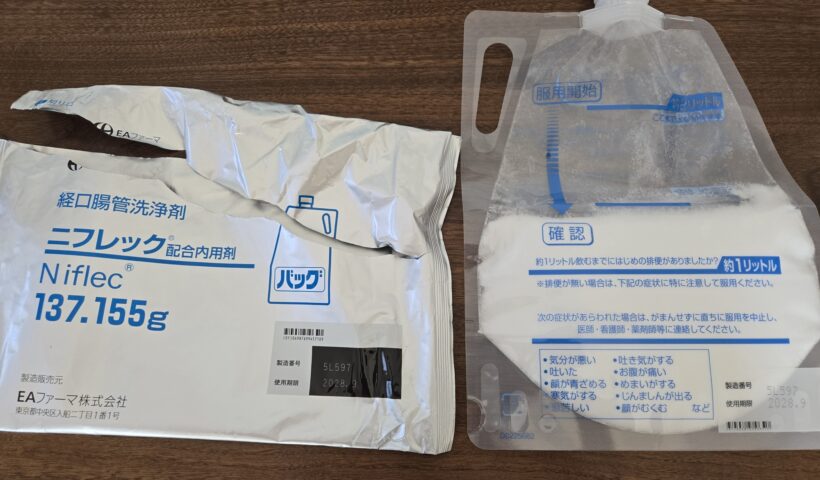 EAファーマ
経口腸管洗浄剤
ニフレック®配合内用剤
Niflec®
137.155g
バッグ
製造番号 5L597
使用期限 2028.9
製造販売元
EAファーマ株式会社
東京都中央区入船二丁目1番1号
服用開始
約2リットル
確認
約1リットル飲むまでにはじめの排便がありましたか?
約1リットル
※排便が無い場合は、下記の症状に特に注意して服用ください。
次の症状があらわれた場合は、がまんせずに直ちに服用を中止し、
医師・看護師・薬剤師等に連絡してください。
・気分が悪い ・吐き気がする
・吐いた ・お腹が痛い
・顔が青ざめる ・めまいがする
・寒気がする ・じんましんが出る
・息苦しい ・顔がむくむ など
製造番号 5L597
使用期限 2028.9